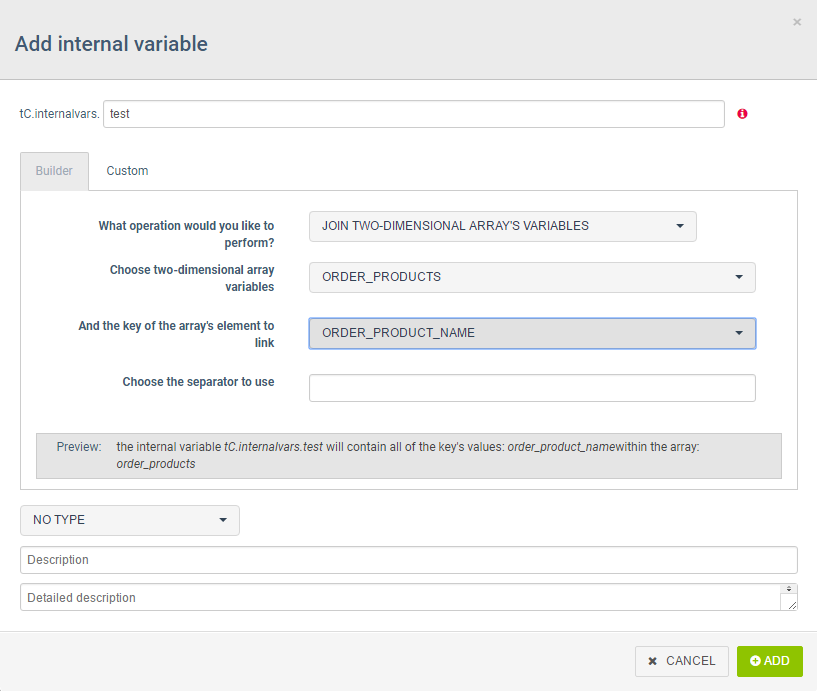 ×
Add internal variable
tC.internalvars. test
Builder Custom
What operation would you like to
perform?
JOIN TWO-DIMENSIONAL ARRAY'S VARIABLES
Choose two-dimensional array
variables
ORDER_PRODUCTS
And the key of the array's element to
link
ORDER_PRODUCT_NAME
Choose the separator to use
Preview: the internal variable tC.internalvars.test will contain all of the key's values: order_product_namewithin the array:
order_products
NO TYPE
Description
Detailed description
CANCEL ADD